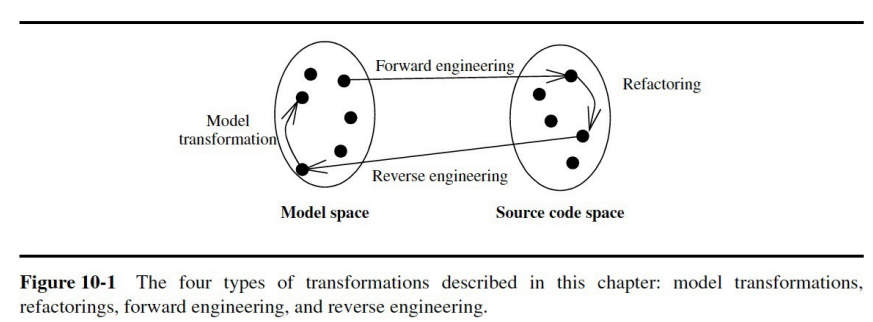 Forward engineering
Refactoring
Model
transformation
Reverse engineering
Model space
Source code space
Figure 10-1 The four types of transformations described in this chapter: model transformations,
refactorings, forward engineering, and reverse engineering.